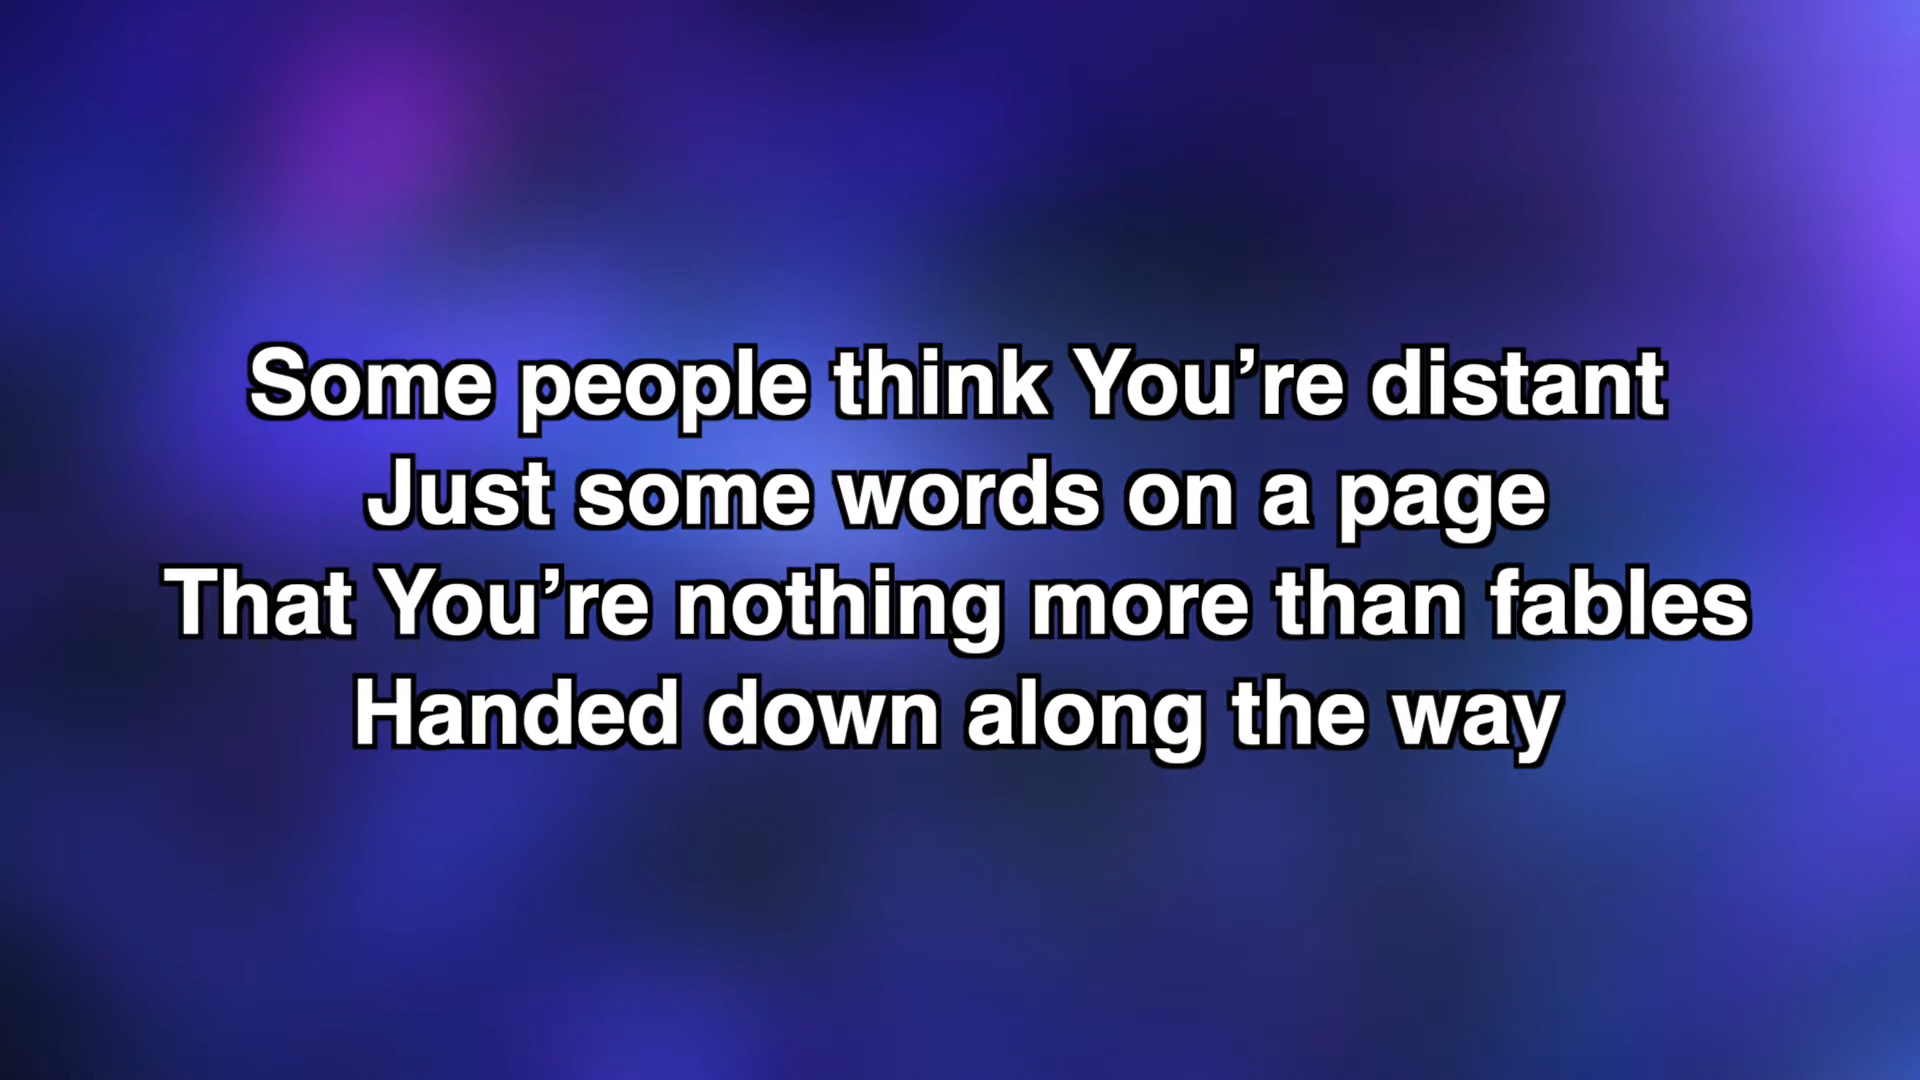 Some people think You’re distant
Just some words on a page
That You’re nothing more than fables
Handed down along the way